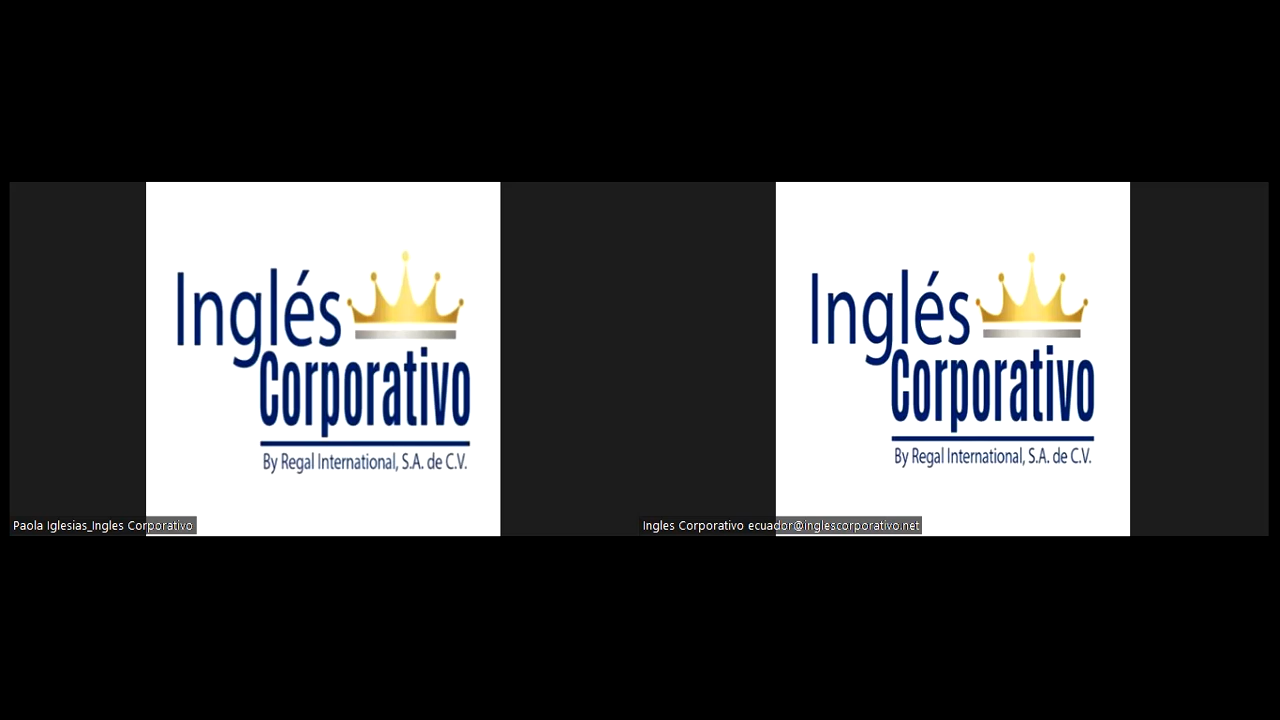 Inglés
Corporativo
By Regal International, S.A. de C.V.
Paola Iglesias_Ingles Corporativo
Inglés
Corporativo
By Regal International, S.A. de C.V.
Ingles Corporativo ecuador@inglescorporativo.net